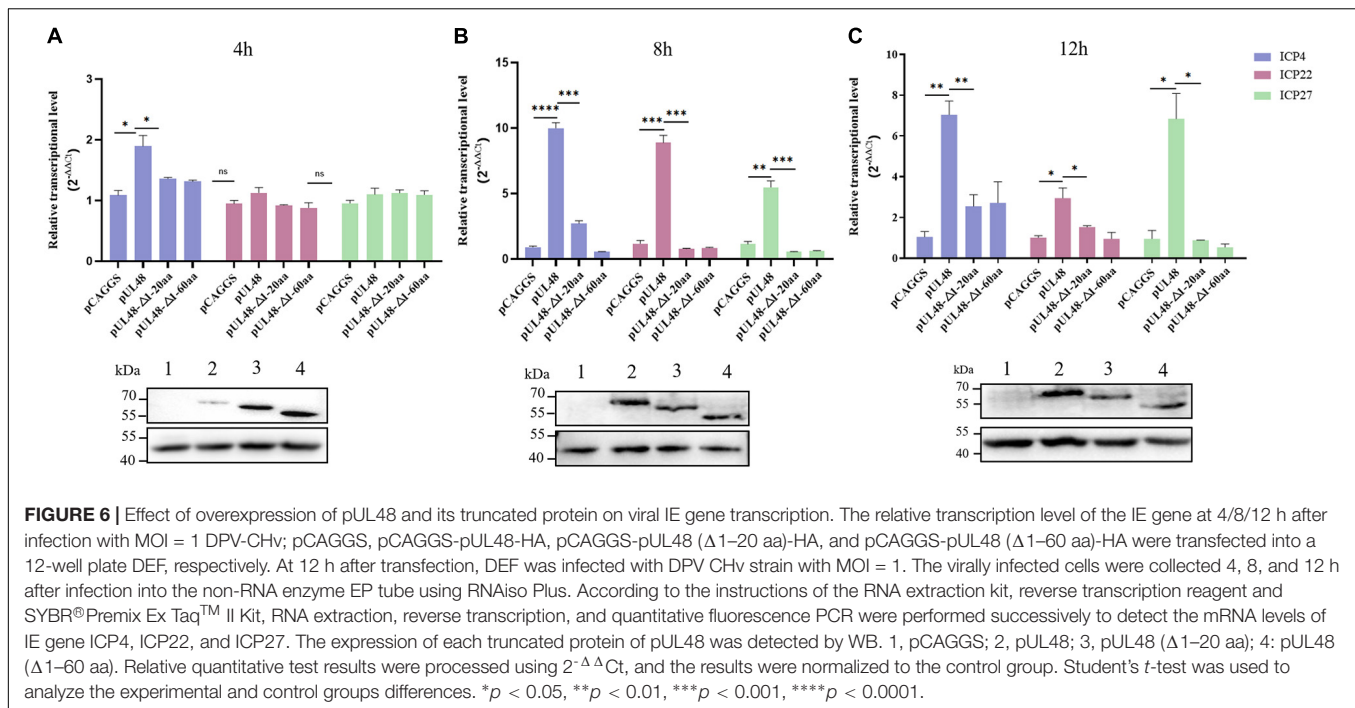 A
4h
Relative transcriptional level
(2^-ΔΔCt)
3
2
1
0
*
*
ns
ns
pCAGGS
pUL48
pUL48-Δ1-20aa
pUL48-Δ1-60aa
pCAGGS
pUL48
pUL48-Δ1-20aa
pUL48-Δ1-60aa
pCAGGS
pUL48
pUL48-Δ1-20aa
pUL48-Δ1-60aa
kDa
1 2 3 4
70
55
55
40
B
8h
Relative transcriptional level
(2^-ΔΔCt)
15
10
5
0
****
***
***
***
**
***
pCAGGS
pUL48
pUL48-Δ1-20aa
pUL48-Δ1-60aa
pCAGGS
pUL48
pUL48-Δ1-20aa
pUL48-Δ1-60aa
pCAGGS
pUL48
pUL48-Δ1-20aa
pUL48-Δ1-60aa
kDa
1 2 3 4
70
55
55
40
C
12h
Relative transcriptional level
(2^-ΔΔCt)
10
8
6
4
2
0
**
**
*
*
*
*
pCAGGS
pUL48
pUL48-Δ1-20aa
pUL48-Δ1-60aa
pCAGGS
pUL48
pUL48-Δ1-20aa
pUL48-Δ1-60aa
pCAGGS
pUL48
pUL48-Δ1-20aa
pUL48-Δ1-60aa
ICP4
ICP22
ICP27
kDa
1 2 3 4
70
55
55
40
FIGURE 6 | Effect of overexpression of pUL48 and its truncated protein on viral IE gene transcription. The relative transcription level of the IE gene at 4/8/12 h after
infection with MOI = 1 DPV-CHv; pCAGGS, pCAGGS-pUL48-HA, pCAGGS-pUL48 (Δ1–20 aa)-HA, and pCAGGS-pUL48 (Δ1–60 aa)-HA were transfected into a
12-well plate DEF, respectively. At 12 h after transfection, DEF was infected with DPV CHv strain with MOI = 1. The virally infected cells were collected 4, 8, and 12 h
after infection into the non-RNA enzyme EP tube using RNAiso Plus. According to the instructions of the RNA extraction kit, reverse transcription reagent and
SYBR® Premix Ex Taq™ II Kit, RNA extraction, reverse transcription, and quantitative fluorescence PCR were performed successively to detect the mRNA levels of
IE gene ICP4, ICP22, and ICP27. The expression of each truncated protein of pUL48 was detected by WB. 1, pCAGGS; 2, pUL48; 3, pUL48 (Δ1–20 aa); 4: pUL48
(Δ1–60 aa). Relative quantitative test results were processed using 2^-ΔΔCt, and the results were normalized to the control group. Student's t-test was used to
analyze the experimental and control groups differences. *p < 0.05, **p < 0.01, ***p < 0.001, ****p < 0.0001.